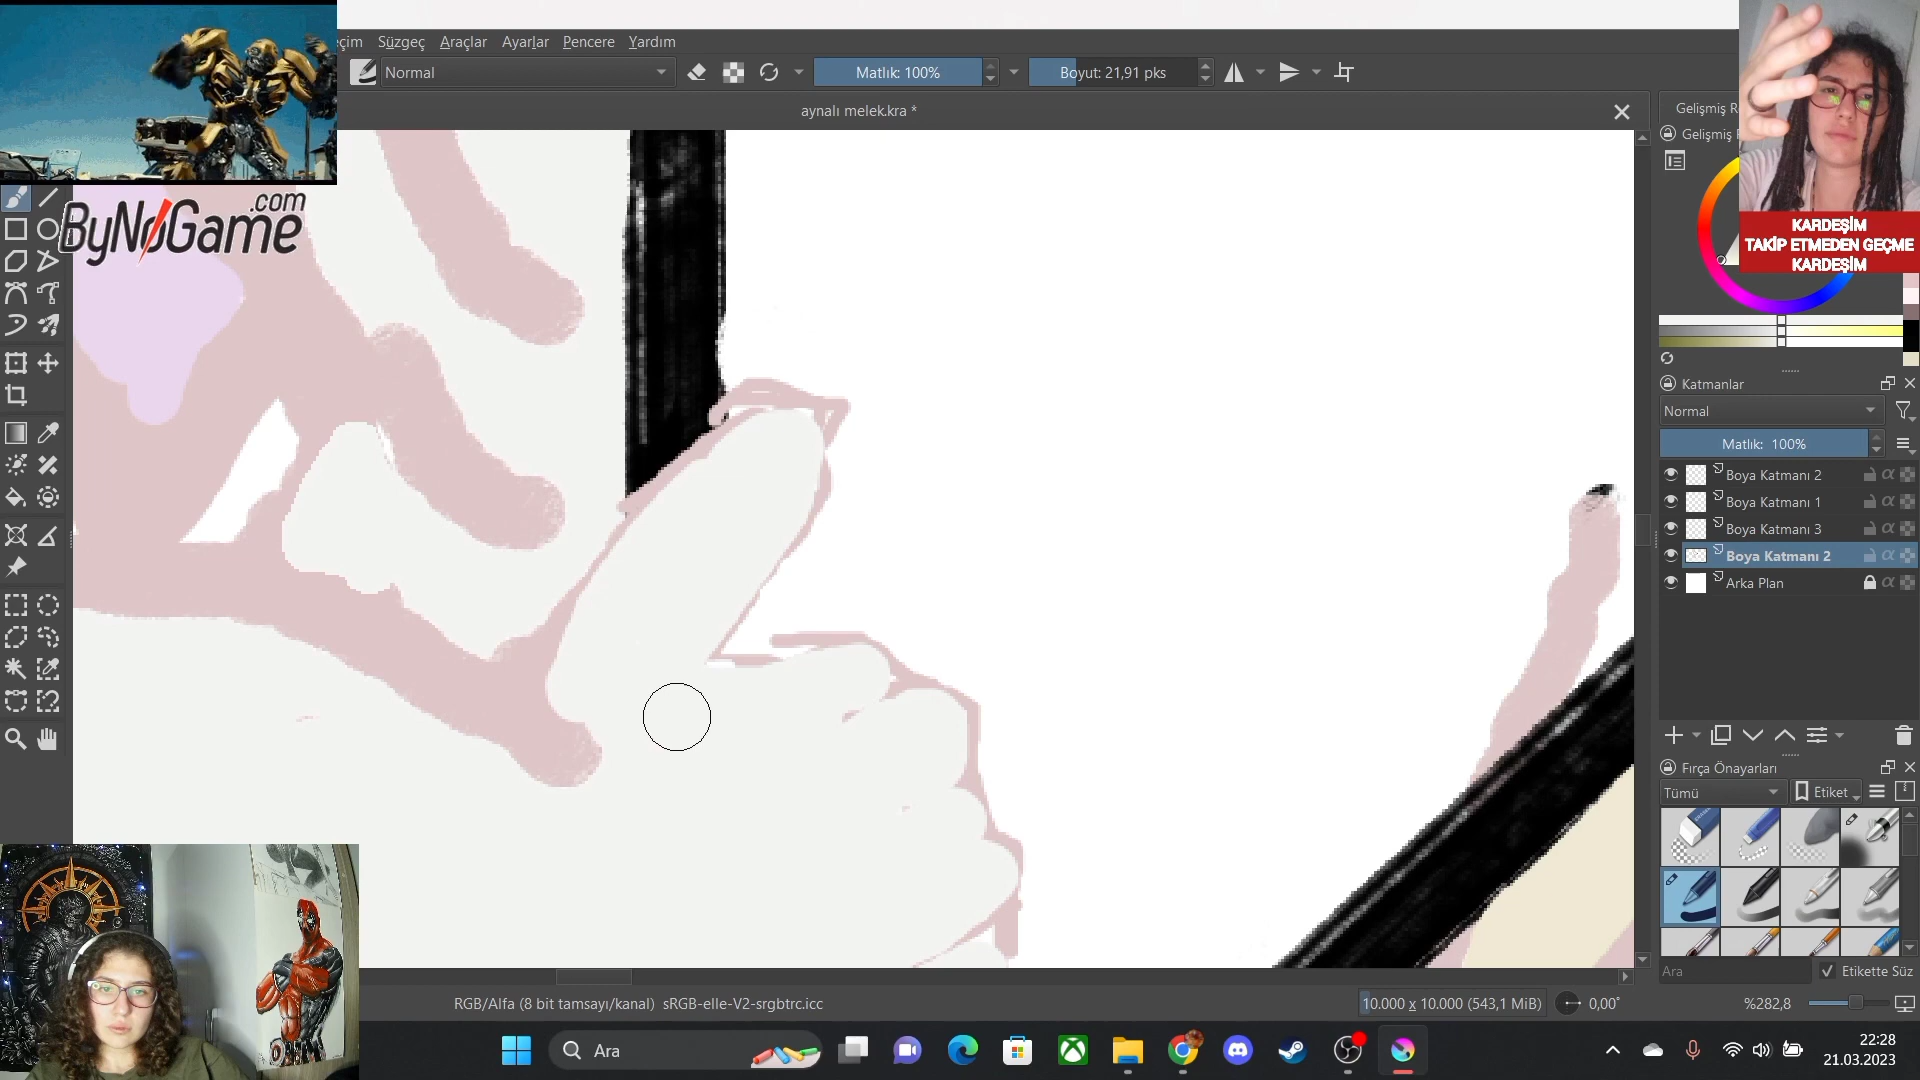 eçim Süzgeç Araçlar Ayarlar Pencere Yardım
Normal
Matlık: 100%
Boyut: 21,91 pks
aynalı melek.kra *
ByNoGame
.com
Gelişmiş R
Gelişmiş
KARDEŞİM
TAKİP ETMEDEN GEÇME
KARDEŞİM
Katmanlar
Normal
Matlık: 100%
Boya Katmanı 2
Boya Katmanı 1
Boya Katmanı 3
Boya Katmanı 2
Arka Plan
Fırça Önayarları
Tümü
Etiket
Ara
Etikette Süz
RGB/Alfa (8 bit tamsayı/kanal) sRGB-elle-V2-srgbtrc.icc
10.000 x 10.000 (543,1 MiB)
0,00°
%282,8
Ara
22:28
21.03.2023